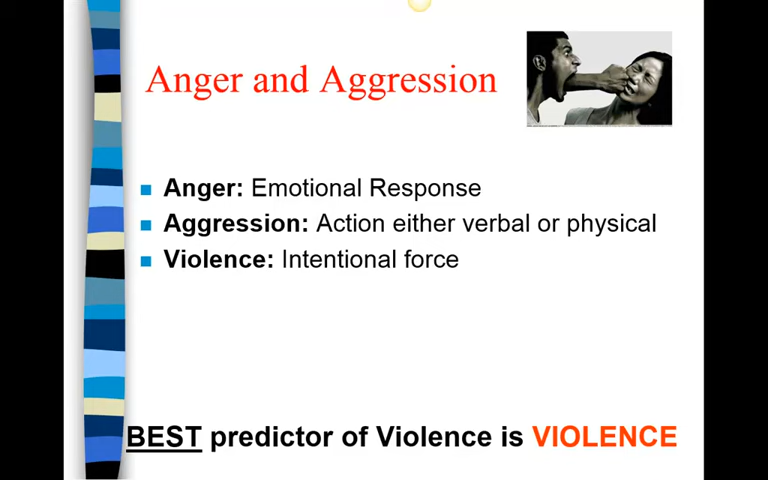 Anger and Aggression
Anger: Emotional Response
Aggression: Action either verbal or physical
Violence: Intentional force
BEST predictor of Violence is VIOLENCE